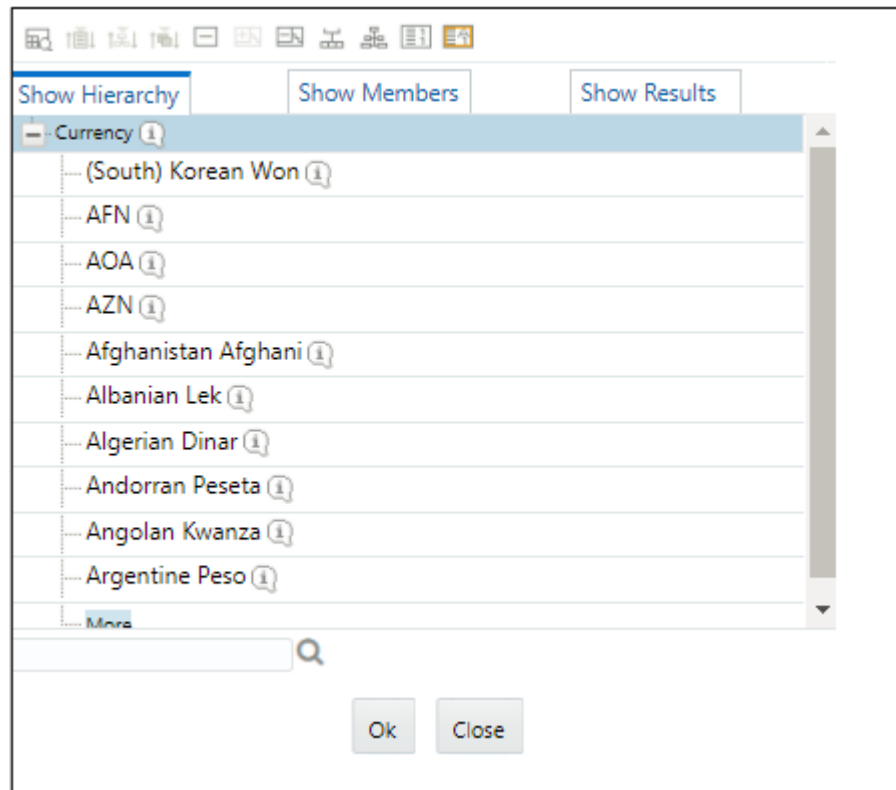 Show Hierarchy Show Members Show Results
Currency
(South) Korean Won
AFN
AOA
AZN
Afghanistan Afghani
Albanian Lek
Algerian Dinar
Andorran Peseta
Angolan Kwanza
Argentine Peso
More
Ok Close